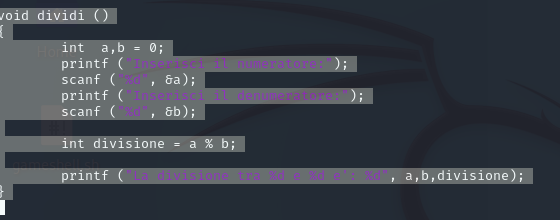 void dividi ()
{
int a,b = 0;
printf ("Inserisci il numeratore:");
scanf ("%d", &a);
printf ("Inserisci il denumeratore:");
scanf ("%d", &b);
int divisione = a % b;
printf ("La divisione tra %d e %d e': %d", a,b,divisione);
}